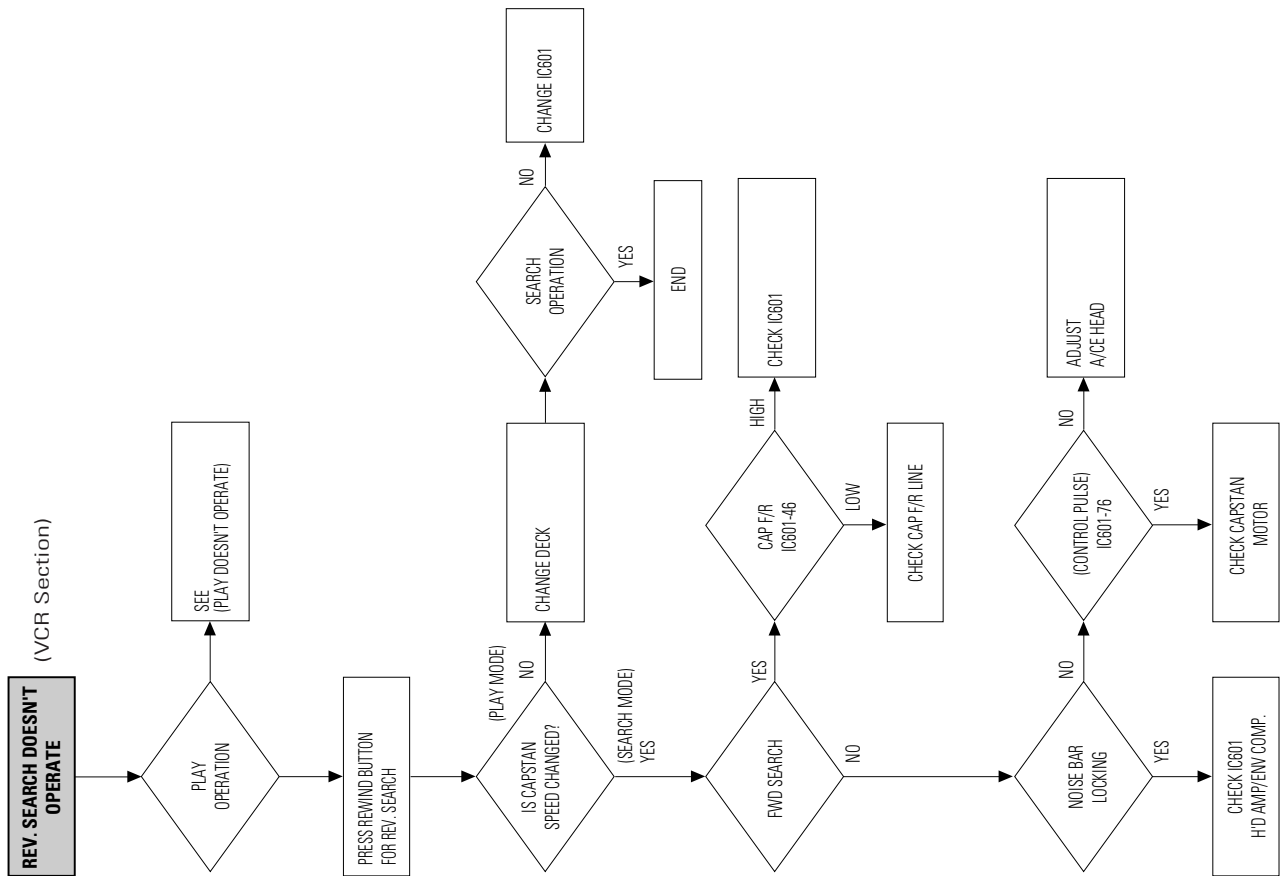 REV. SEARCH DOESN'T
OPERATE
(VCR Section)
PLAY
OPERATION
SEE
(PLAY DOESN'T OPERATE)
PRESS REWIND BUTTON
FOR REV. SEARCH
IS CAPSTAN
SPEED CHANGED?
(PLAY MODE)
NO
(SEARCH MODE)
YES
CHANGE DECK
SEARCH
OPERATION
NO
CHANGE IC601
YES
END
FWD SEARCH
YES
NO
CAP F/R
IC601-46
HIGH
CHECK IC601
LOW
CHECK CAP F/R LINE
NOISE BAR
LOCKING
NO
YES
CHECK IC601
H'D AMP/ENV COMP.
(CONTROL PULSE)
IC601-76
NO
ADJUST
A/CE HEAD
YES
CHECK CAPSTAN
MOTOR